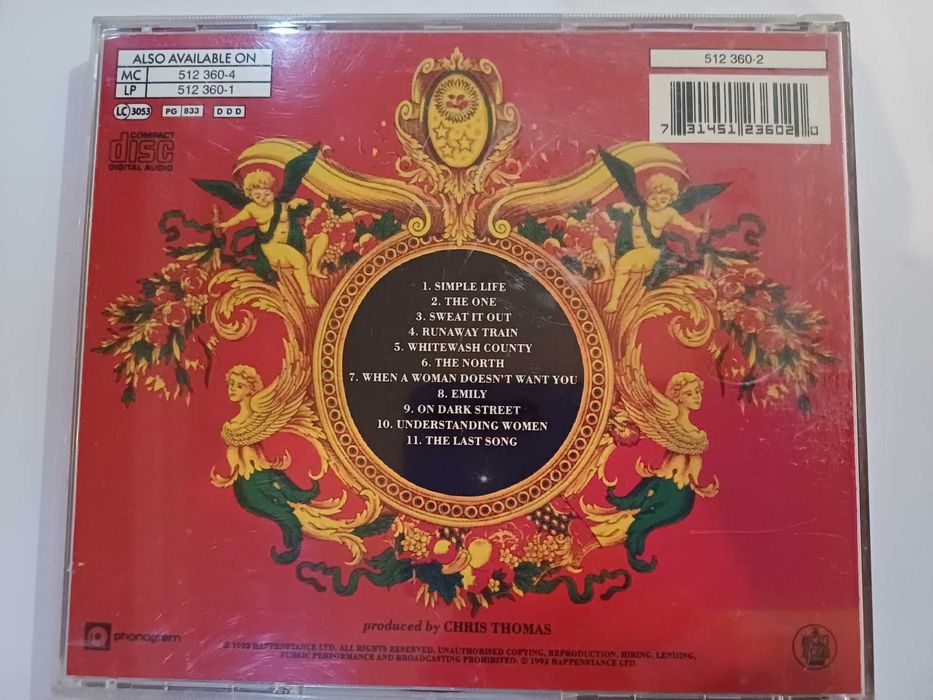 ALSO AVAILABLE ON
MC 512 360-4
LP 512 360-1
LC 3053 PG 833 D D D
COMPACT
disc
DIGITAL AUDIO
512 360-2
7 31451 23602 0
1. SIMPLE LIFE
2. THE ONE
3. SWEAT IT OUT
4. RUNAWAY TRAIN
5. WHITEWASH COUNTY
6. THE NORTH
7. WHEN A WOMAN DOESN'T WANT YOU
8. EMILY
9. ON DARK STREET
10. UNDERSTANDING WOMEN
11. THE LAST SONG
produced by CHRIS THOMAS
phonogram
℗ 1992 HAPPENSTANCE LTD. ALL RIGHTS RESERVED. UNAUTHORISED COPYING, REPRODUCTION, HIRING, LENDING,
PUBLIC PERFORMANCE AND BROADCASTING PROHIBITED. © 1992 HAPPENSTANCE LTD.